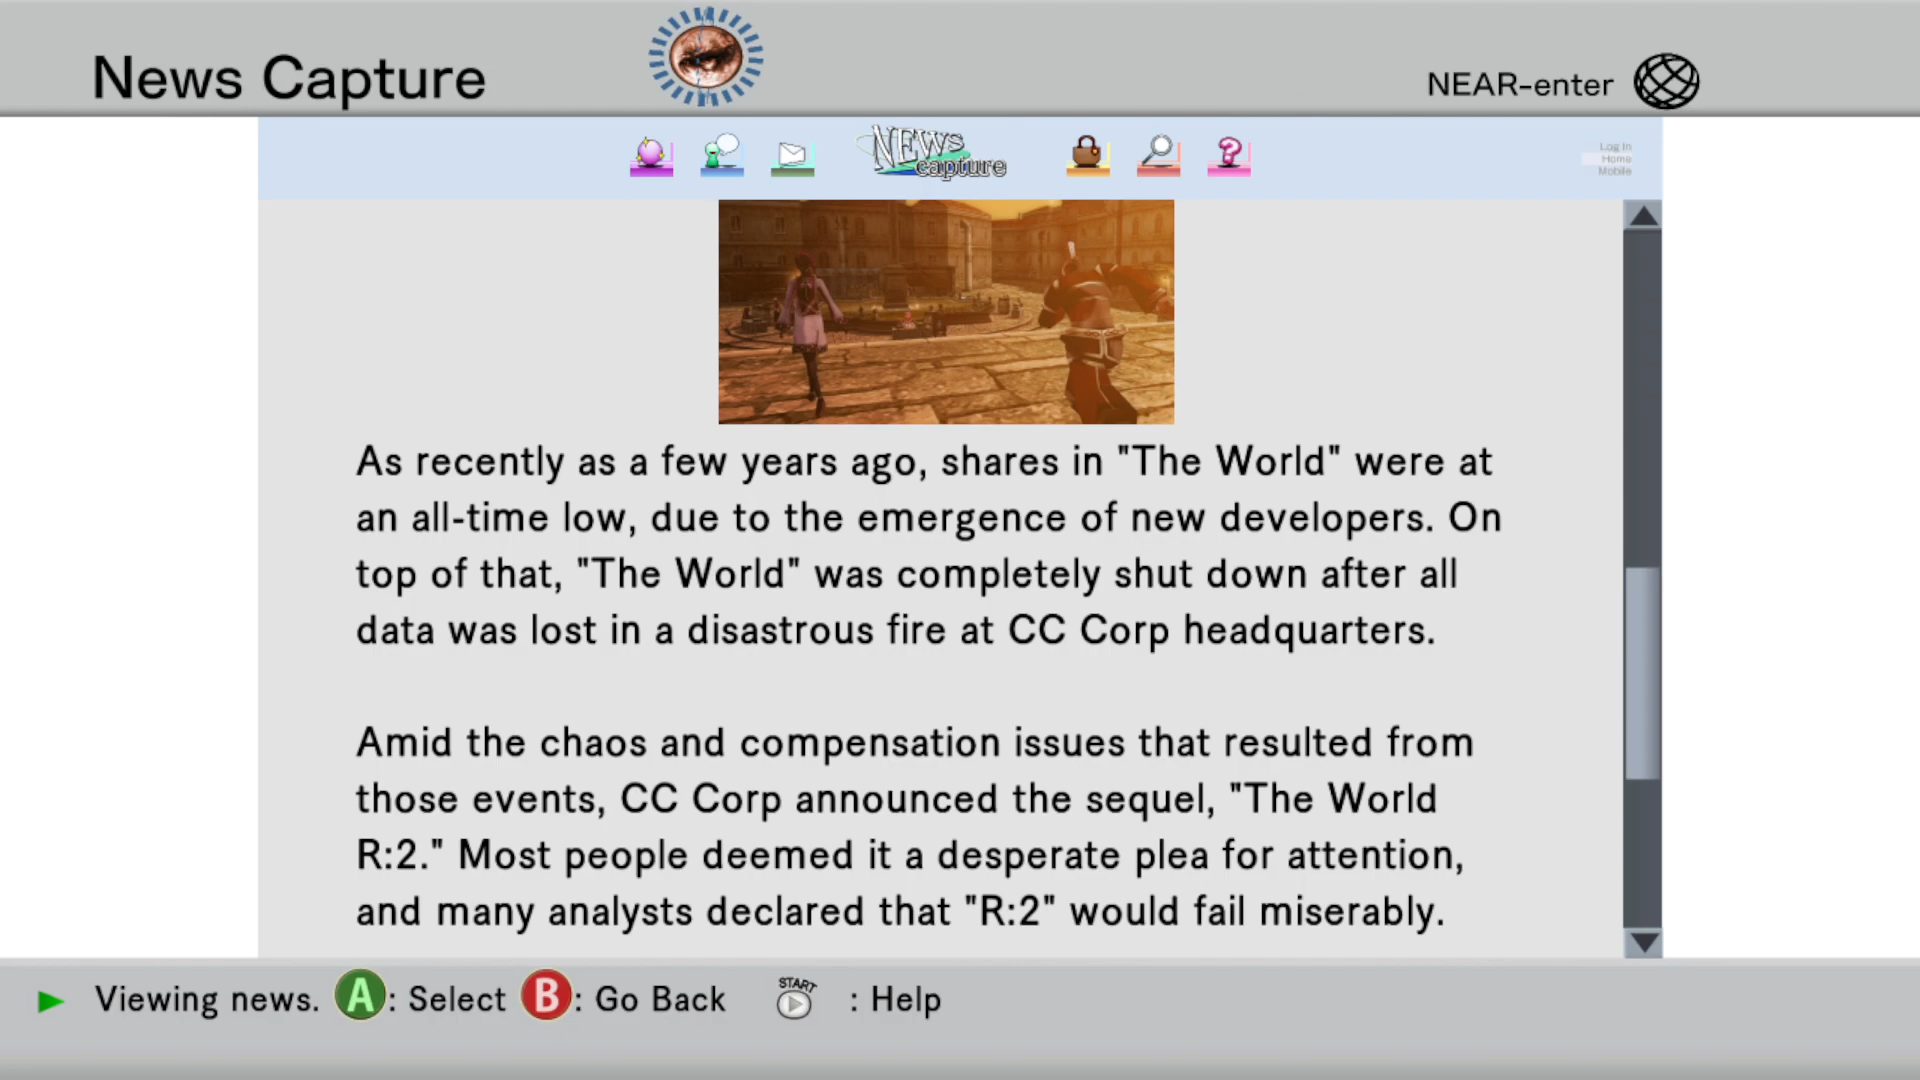 News Capture
NEAR-enter
NEWS
capture
Log In
Home
Mobile
As recently as a few years ago, shares in "The World" were at
an all-time low, due to the emergence of new developers. On
top of that, "The World" was completely shut down after all
data was lost in a disastrous fire at CC Corp headquarters.
Amid the chaos and compensation issues that resulted from
those events, CC Corp announced the sequel, "The World
R:2." Most people deemed it a desperate plea for attention,
and many analysts declared that "R:2" would fail miserably.
Viewing news. A: Select B: Go Back START : Help